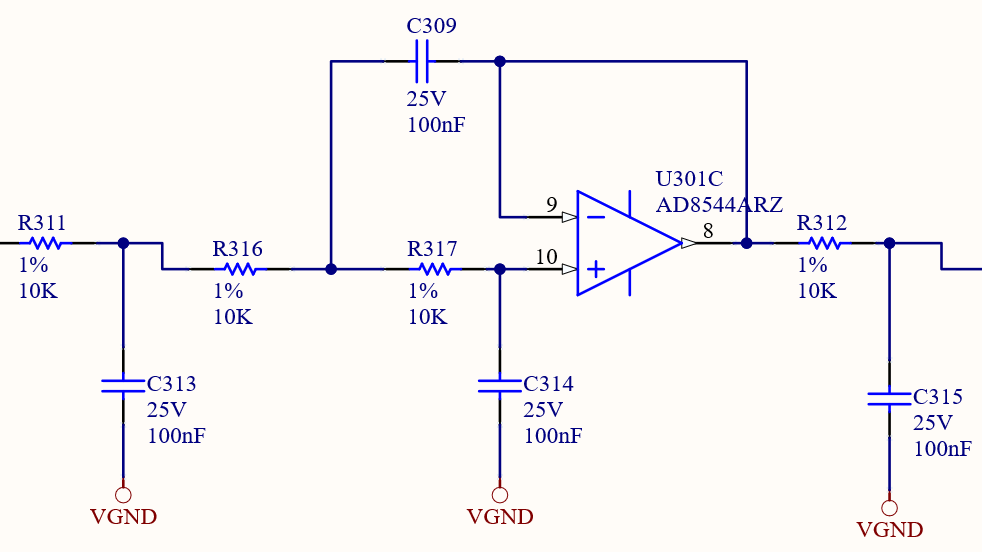 C309
25V
100nF
U301C
AD8544ARZ
9
8
10
R311
1%
10K
R316
1%
10K
R317
1%
10K
R312
1%
10K
C313
25V
100nF
C314
25V
100nF
C315
25V
100nF
VGND
VGND
VGND